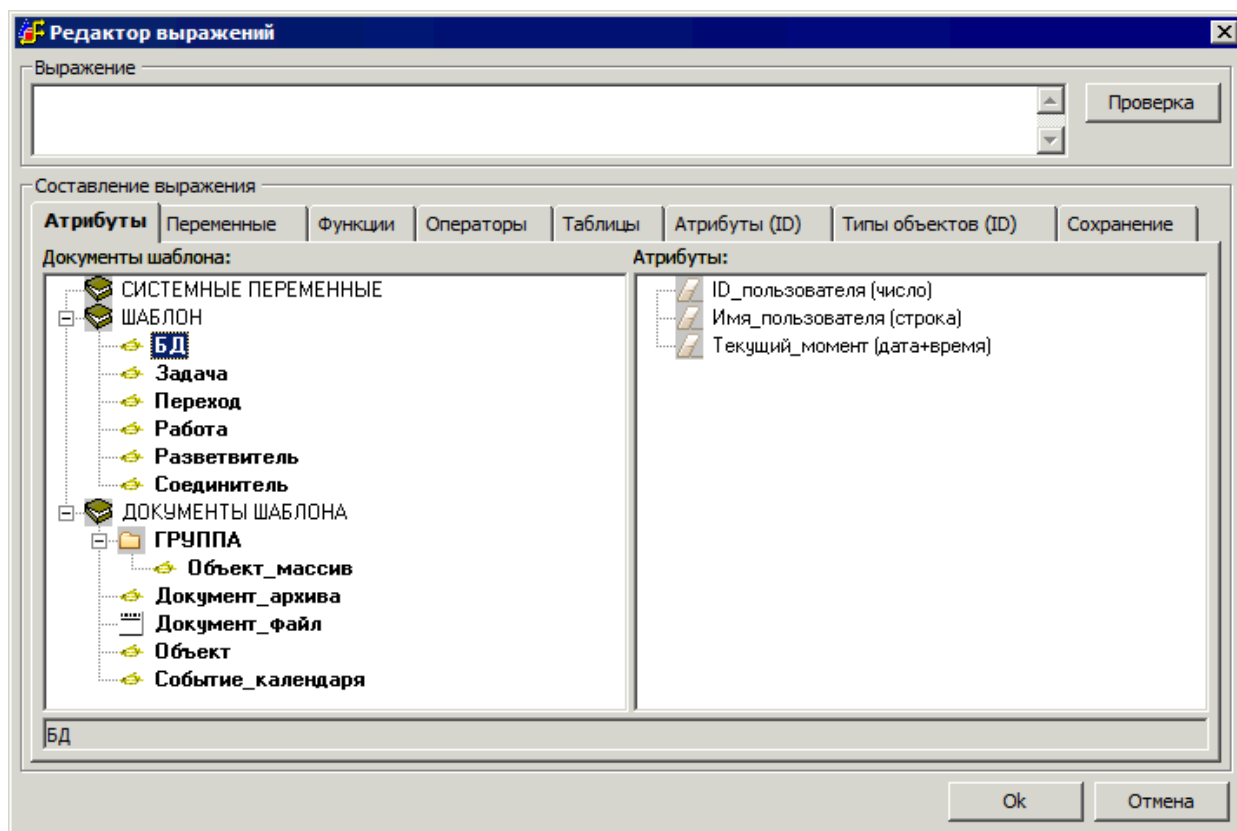 Редактор выражений
Выражение
Проверка
Составление выражения
Атрибуты Переменные Функции Операторы Таблицы Атрибуты (ID) Типы объектов (ID) Сохранение
Документы шаблона: Атрибуты:
СИСТЕМНЫЕ ПЕРЕМЕННЫЕ ID_пользователя (число)
ШАБЛОН Имя_пользователя (строка)
БД Текущий_момент (дата+время)
Задача
Переход
Работа
Разветвитель
Соединитель
ДОКУМЕНТЫ ШАБЛОНА
ГРУППА
Объект_массив
Документ_архива
Документ_файл
Объект
Событие_календаря
БД
Ok Отмена